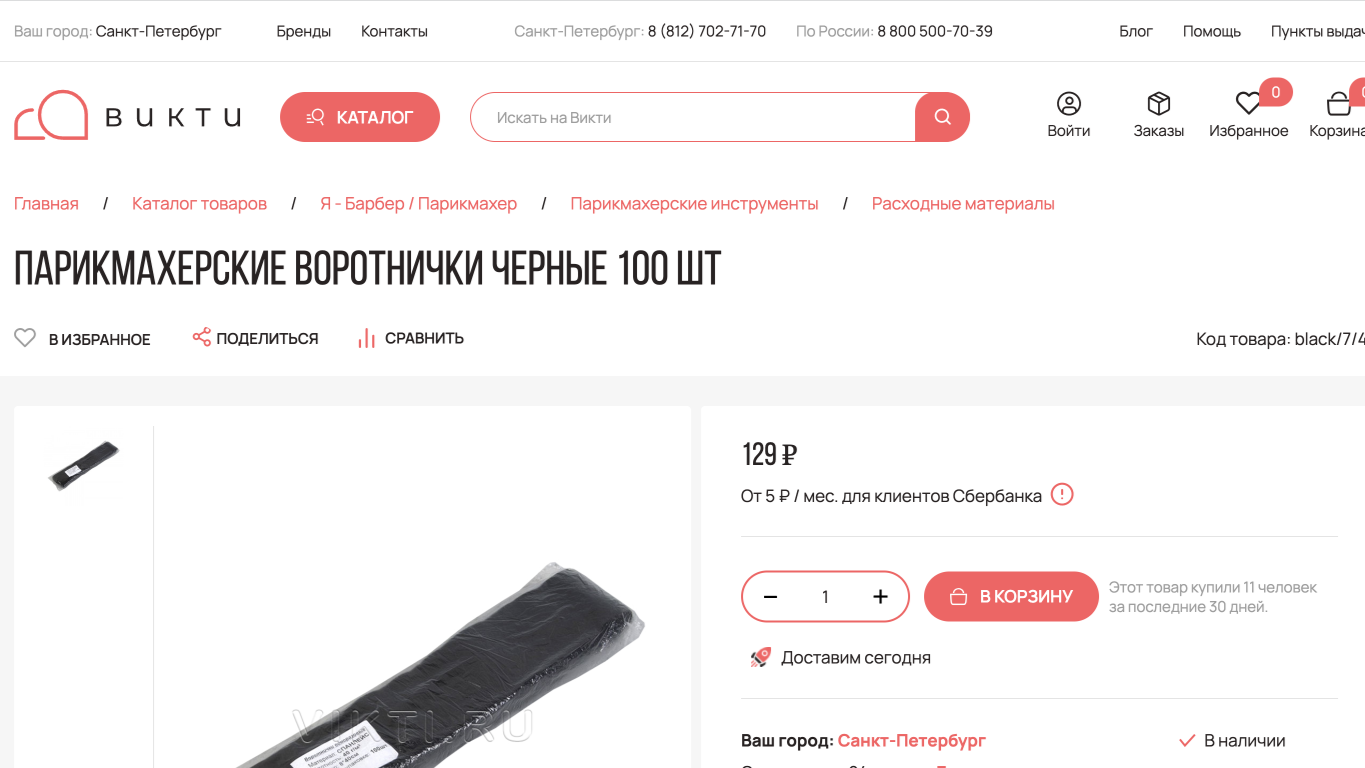 Ваш город: Санкт-Петербург Бренды Контакты Санкт-Петербург: 8 (812) 702-71-70 По России: 8 800 500-70-39 Блог Помощь Пункты
ВИКТИ КАТАЛОГ Искать на Викти 0
Войти Заказы Избранное
Главная / Каталог товаров / Я - Барбер / Парикмахер / Парикмахерские инструменты / Расходные материалы
ПАРИКМАХЕРСКИЕ ВОРОТНИЧКИ ЧЕРНЫЕ 100 ШТ
В ИЗБРАННОЕ ПОДЕЛИТЬСЯ СРАВНИТЬ Код товара: black/7/4
129 ₽
От 5 ₽ / мес. для клиентов Сбербанка
− 1 + В КОРЗИНУ Этот товар купили 11 человек
за последние 30 дней.
Доставим сегодня
VIKTI.RU
Ваш город: Санкт-Петербург В наличии